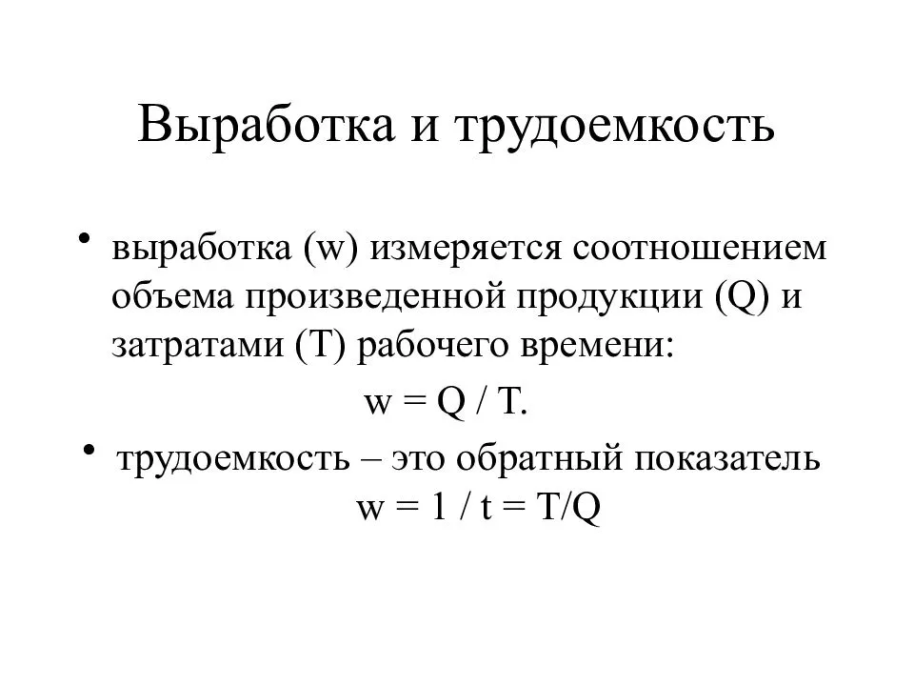 Выработка и трудоемкость
• выработка (w) измеряется соотношением
объема произведенной продукции (Q) и
затратами (T) рабочего времени:
w = Q / T.
• трудоемкость – это обратный показатель
w = 1 / t = T/Q